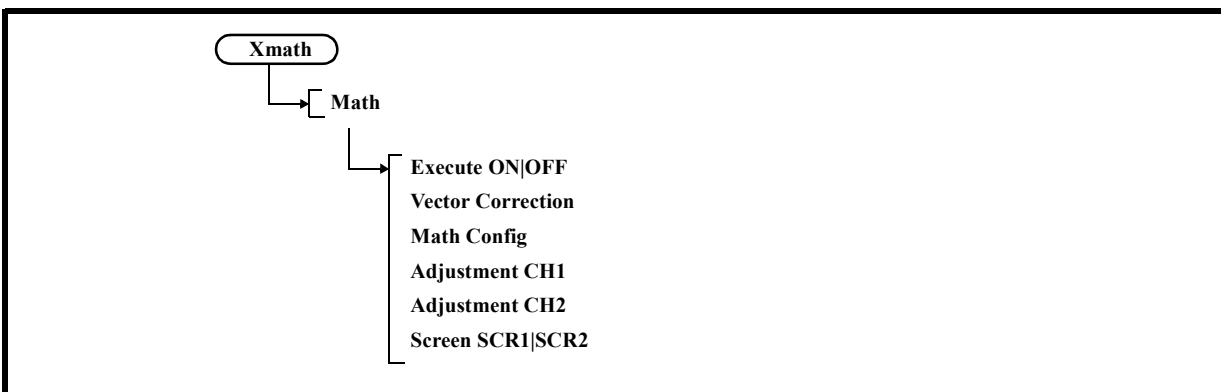 Xmath
Math
Execute ON|OFF
Vector Correction
Math Config
Adjustment CH1
Adjustment CH2
Screen SCR1|SCR2